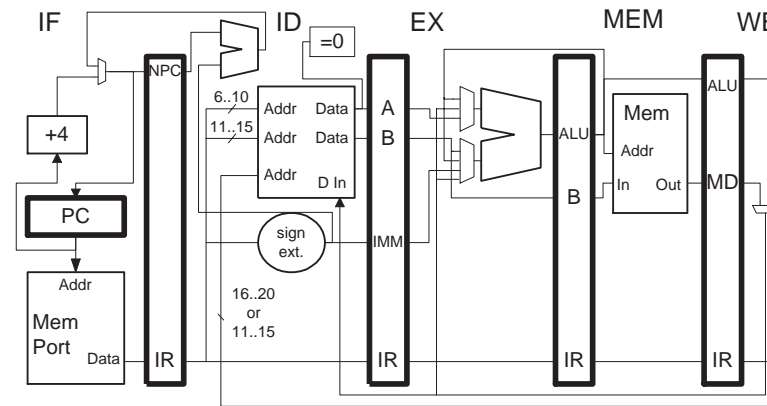 IF
ID
EX
MEM
WB
=0
NPC
+4
PC
Addr
Mem
Port
Data
IR
6..10
11..15
Addr
Data
Addr
Data
Addr
D In
sign
ext.
16..20
or
11..15
A
B
IMM
IR
ALU
B
IR
Mem
Addr
In
Out
ALU
MD
IR